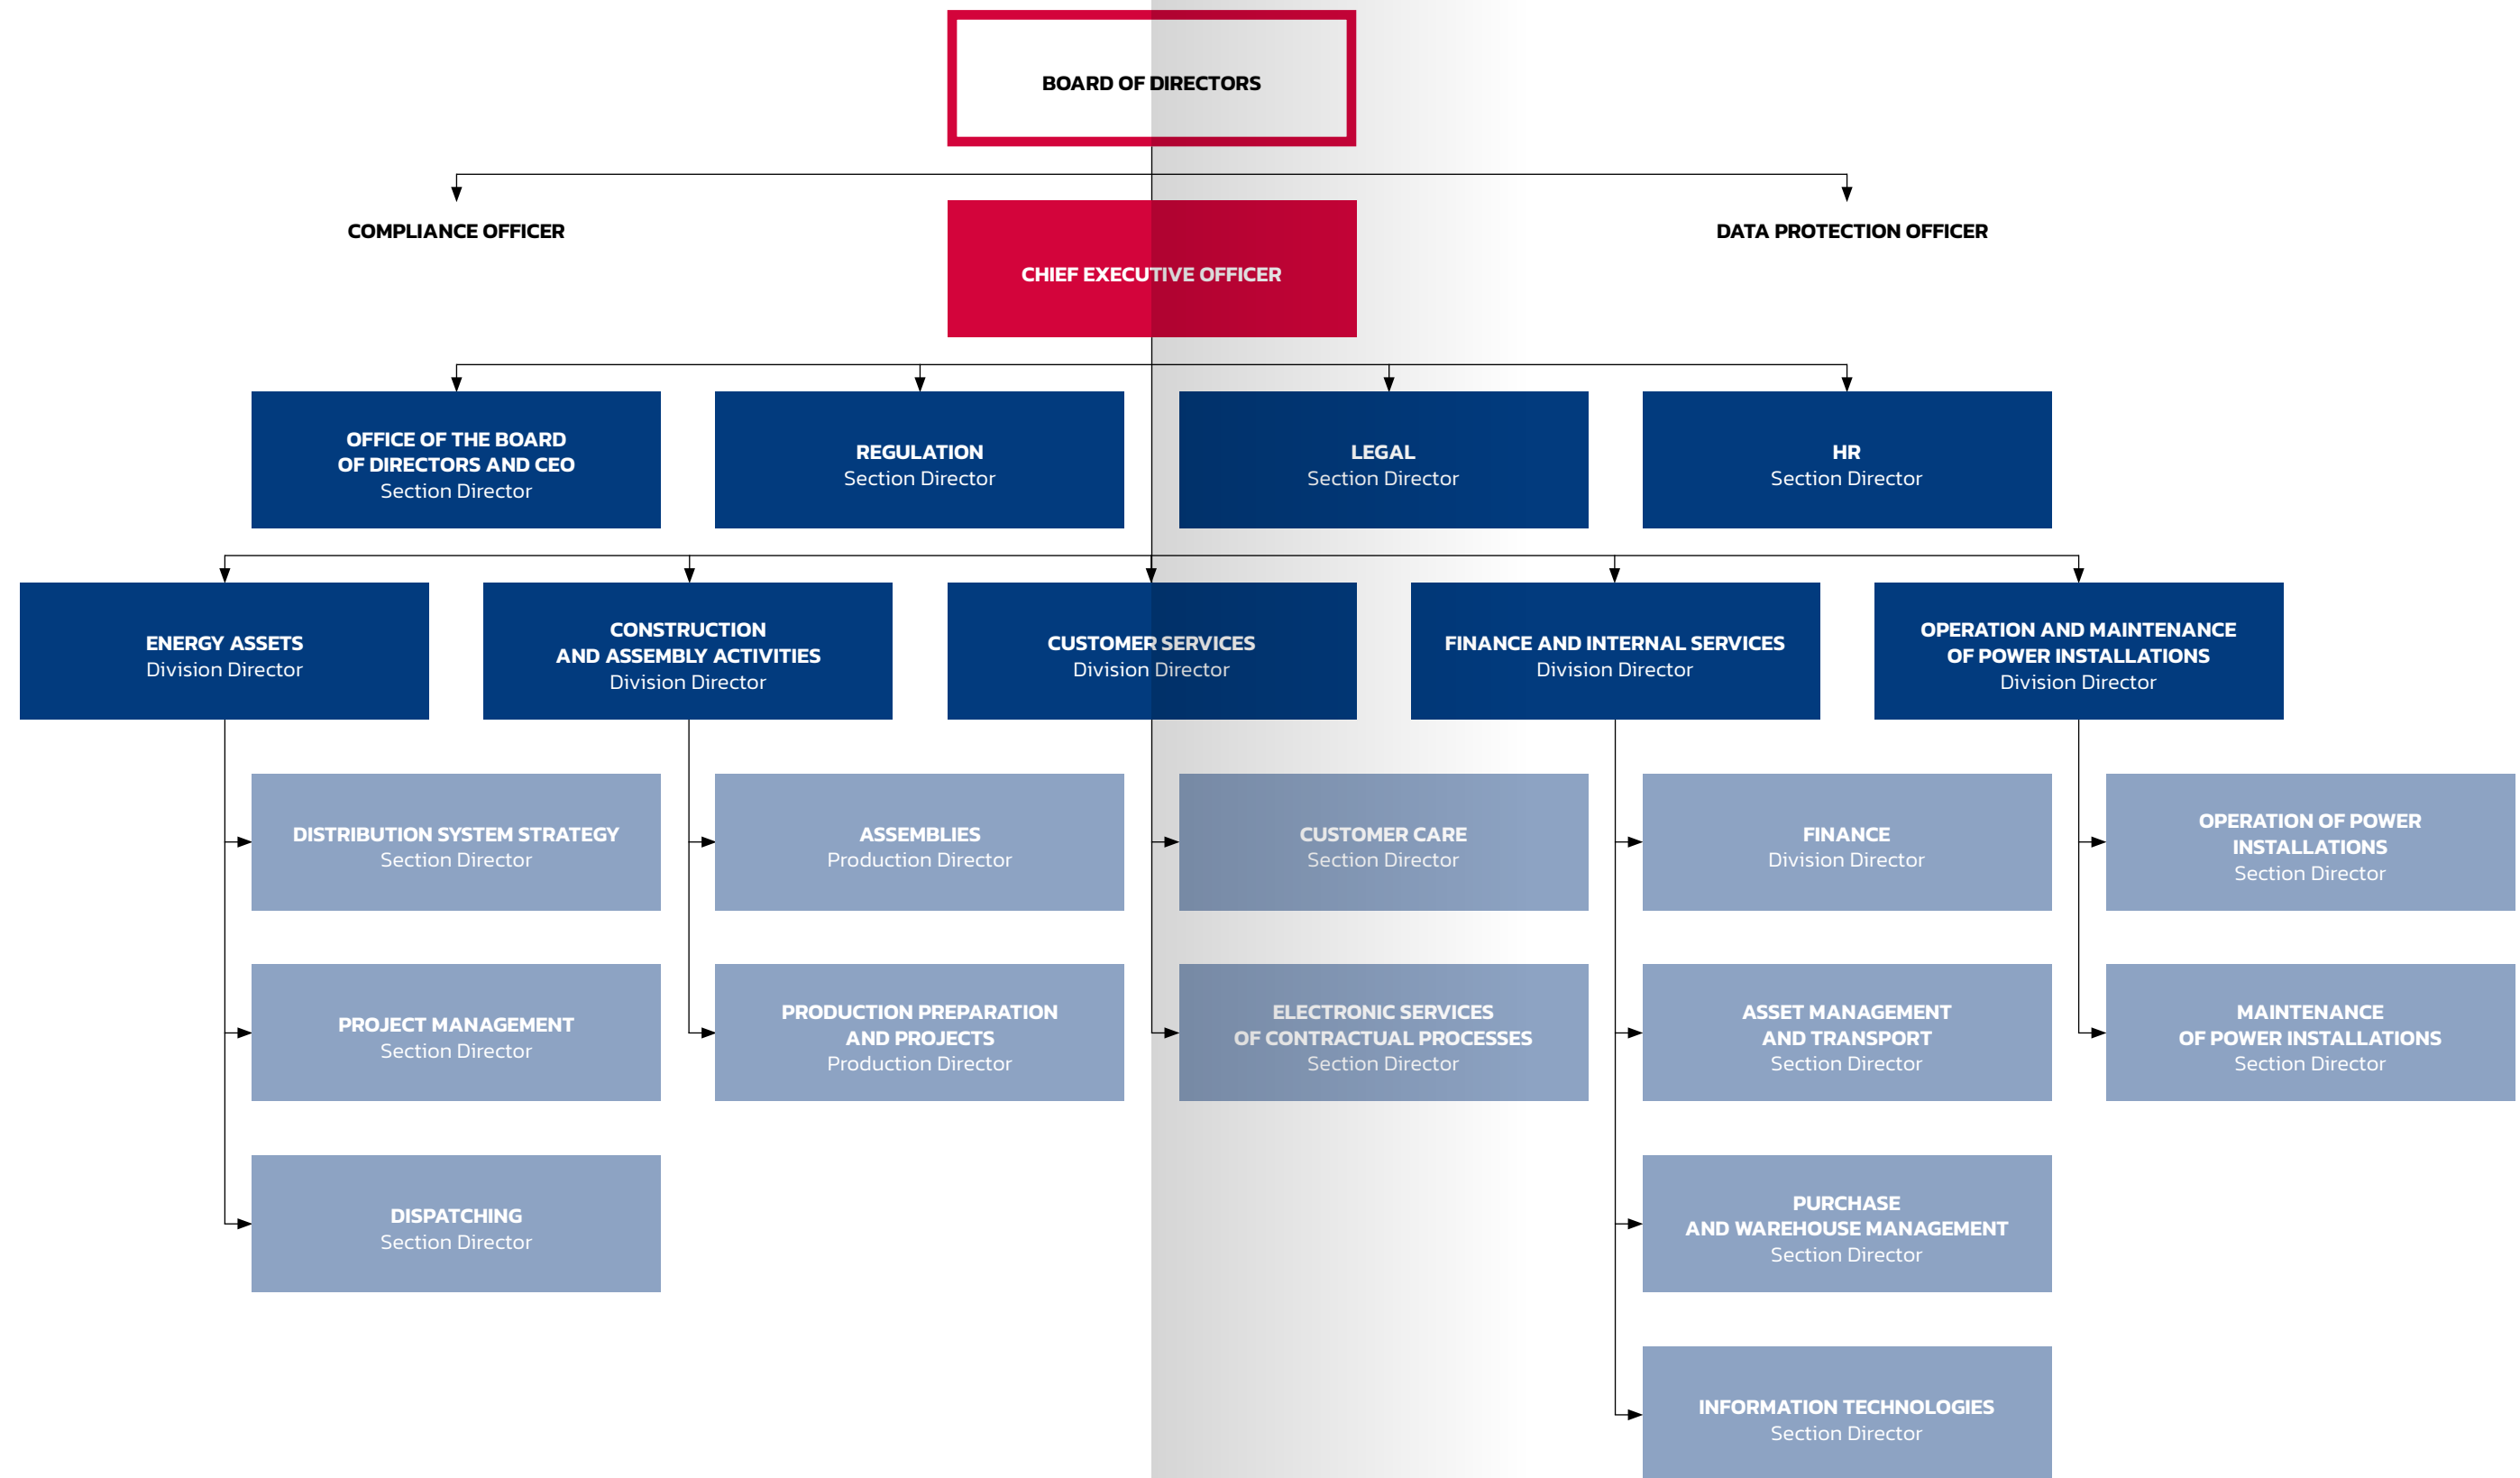 BOARD OF DIRECTORS
COMPLIANCE OFFICER
DATA PROTECTION OFFICER
CHIEF EXECUTIVE OFFICER
OFFICE OF THE BOARD
OF DIRECTORS AND CEO
Section Director
REGULATION
Section Director
LEGAL
Section Director
HR
Section Director
ENERGY ASSETS
Division Director
CONSTRUCTION
AND ASSEMBLY ACTIVITIES
Division Director
CUSTOMER SERVICES
Division Director
FINANCE AND INTERNAL SERVICES
Division Director
OPERATION AND MAINTENANCE
OF POWER INSTALLATIONS
Division Director
DISTRIBUTION SYSTEM STRATEGY
Section Director
ASSEMBLIES
Production Director
CUSTOMER CARE
Section Director
FINANCE
Division Director
OPERATION OF POWER
INSTALLATIONS
Section Director
PROJECT MANAGEMENT
Section Director
PRODUCTION PREPARATION
AND PROJECTS
Production Director
ELECTRONIC SERVICES
OF CONTRACTUAL PROCESSES
Section Director
ASSET MANAGEMENT
AND TRANSPORT
Section Director
MAINTENANCE
OF POWER INSTALLATIONS
Section Director
DISPATCHING
Section Director
PURCHASE
AND WAREHOUSE MANAGEMENT
Section Director
INFORMATION TECHNOLOGIES
Section Director